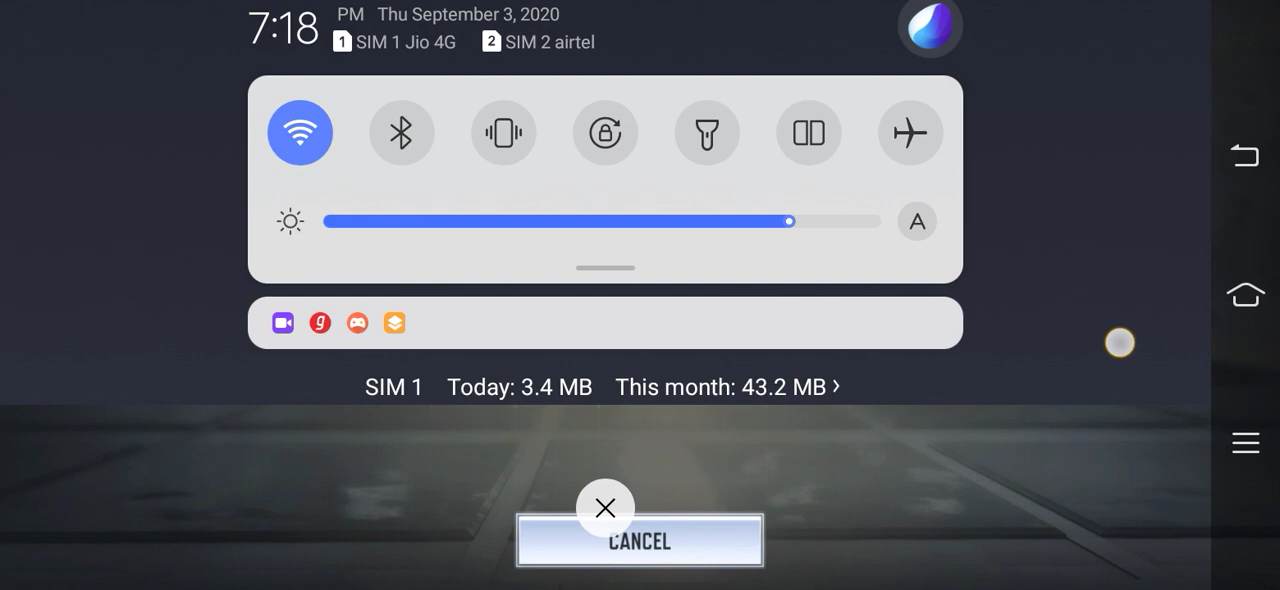 7:18 PM Thu September 3, 2020
1 SIM 1 Jio 4G 2 SIM 2 airtel
A
g
SIM 1 Today: 3.4 MB This month: 43.2 MB ›
CANCEL